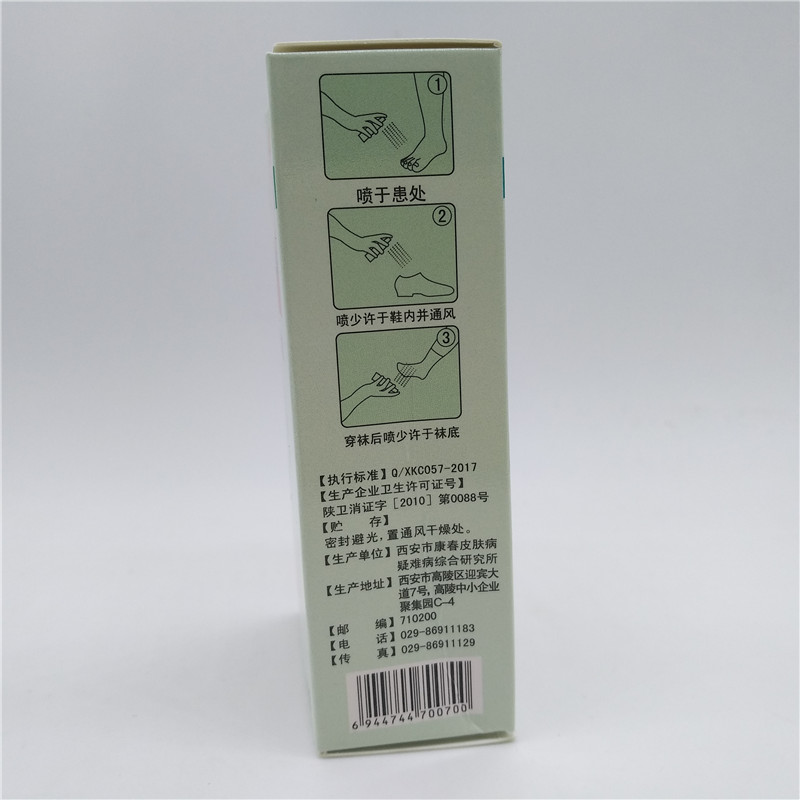 1
喷于患处
2
喷少许于鞋内并通风
3
穿袜后喷少许于袜底
【执行标准】Q/XKC057-2017
【生产企业卫生许可证号】
陕卫消证字［2010］第0088号
【贮 存】
密封避光，置通风干燥处。
【生产单位】西安市康春皮肤病
疑难病综合研究所
【生产地址】西安市高陵区迎宾大
道7号，高陵中小企业
聚集园C-4
【邮 编】710200
【电 话】029-86911183
【传 真】029-86911129
6 944744 700700